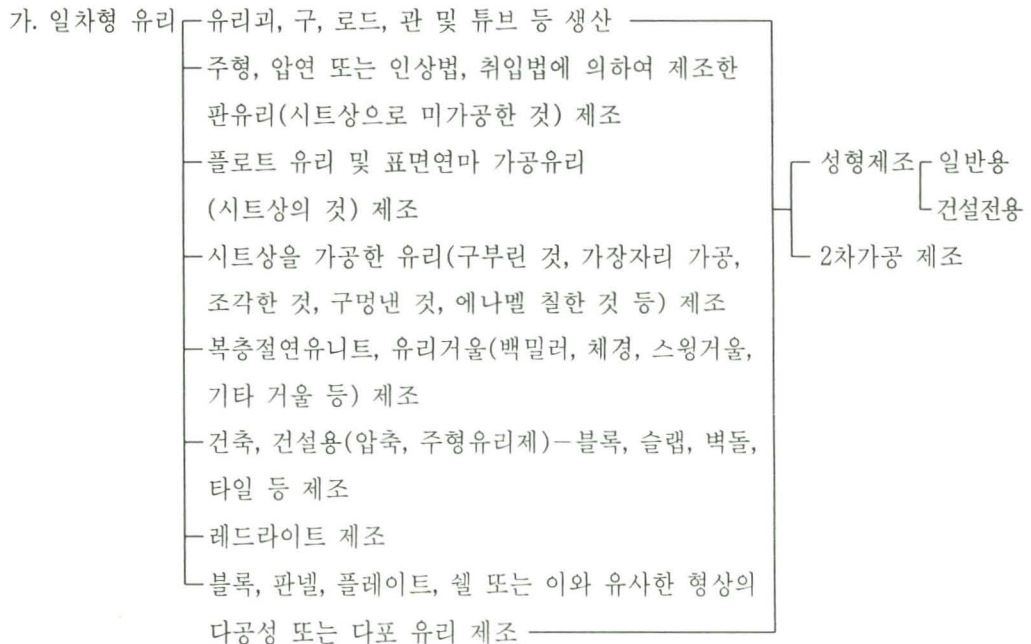 가. 일차형 유리 유리괴, 구, 로드, 관 및 튜브 등 생산
주형, 압연 또는 인상법, 취입법에 의하여 제조한
판유리(시트상으로 미가공한 것) 제조
플로트 유리 및 표면연마 가공유리
(시트상의 것) 제조
시트상을 가공한 유리(구부린 것, 가장자리 가공,
조각한 것, 구멍낸 것, 에나멜 칠한 것 등) 제조
복층절연유니트, 유리거울(백밀러, 체경, 스윙거울,
기타 거울 등) 제조
건축, 건설용(압축, 주형유리제)-블록, 슬랩, 벽돌,
타일 등 제조
레드라이트 제조
블록, 판넬, 플레이트, 쉘 또는 이와 유사한 형상의
다공성 또는 다포 유리 제조
성형제조 일반용
건설전용
2차가공 제조